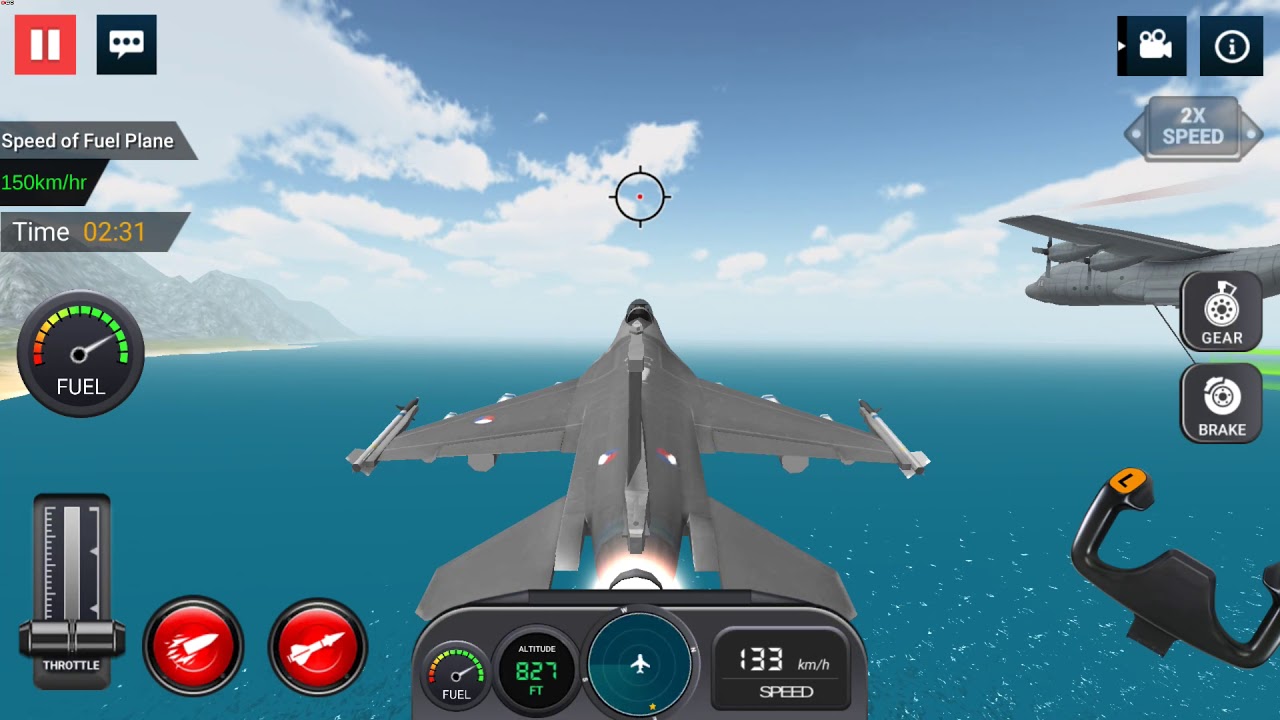 Speed of Fuel Plane
150km/hr
Time 02:31
2X
SPEED
FUEL
GEAR
BRAKE
L
THROTTLE
FUEL
ALTITUDE
827
FT
W
133 km/h
SPEED